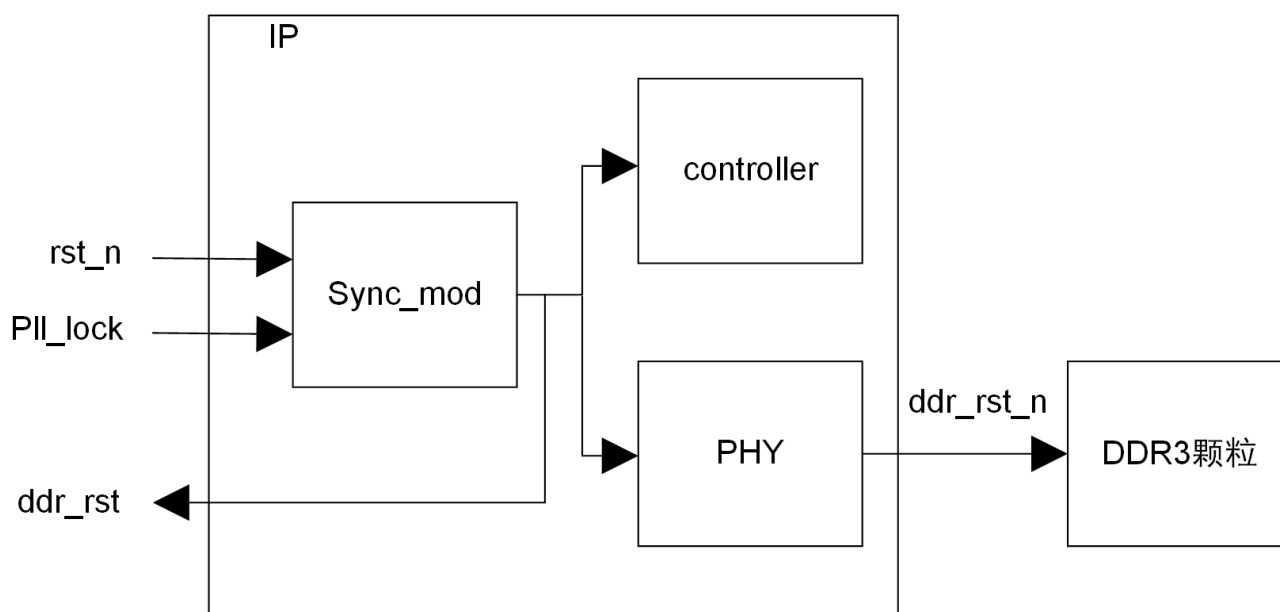 IP
controller
rst_n
Sync_mod
Pll_lock
ddr_rst_n
PHY
DDR3颗粒
ddr_rst